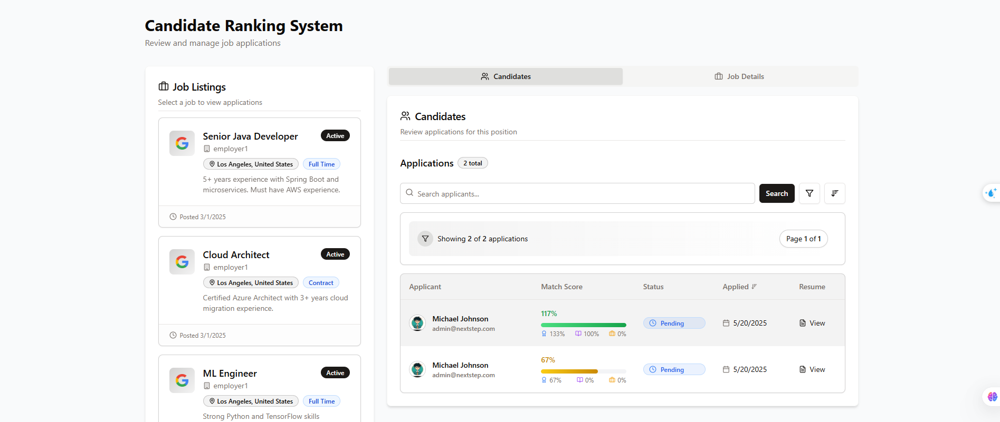 Candidate Ranking System
Review and manage job applications
Job Listings
Select a job to view applications
Senior Java Developer
Active
employer1
Los Angeles, United States
Full Time
5+ years experience with Spring Boot and
microservices. Must have AWS experience.
Posted 3/1/2025
Cloud Architect
Active
employer1
Los Angeles, United States
Contract
Certified Azure Architect with 3+ years cloud
migration experience.
Posted 3/1/2025
ML Engineer
Active
employer1
Los Angeles, United States
Full Time
Strong Python and TensorFlow skills
Candidates
Job Details
Candidates
Review applications for this position
Applications
2 total
Search applicants...
Search
Showing 2 of 2 applications
Page 1 of 1
Applicant Match Score Status Applied Resume
Michael Johnson
admin@nextstep.com
117%
133% 100% 0%
Pending
5/20/2025
View
Michael Johnson
admin@nextstep.com
67%
67% 0% 0%
Pending
5/20/2025
View